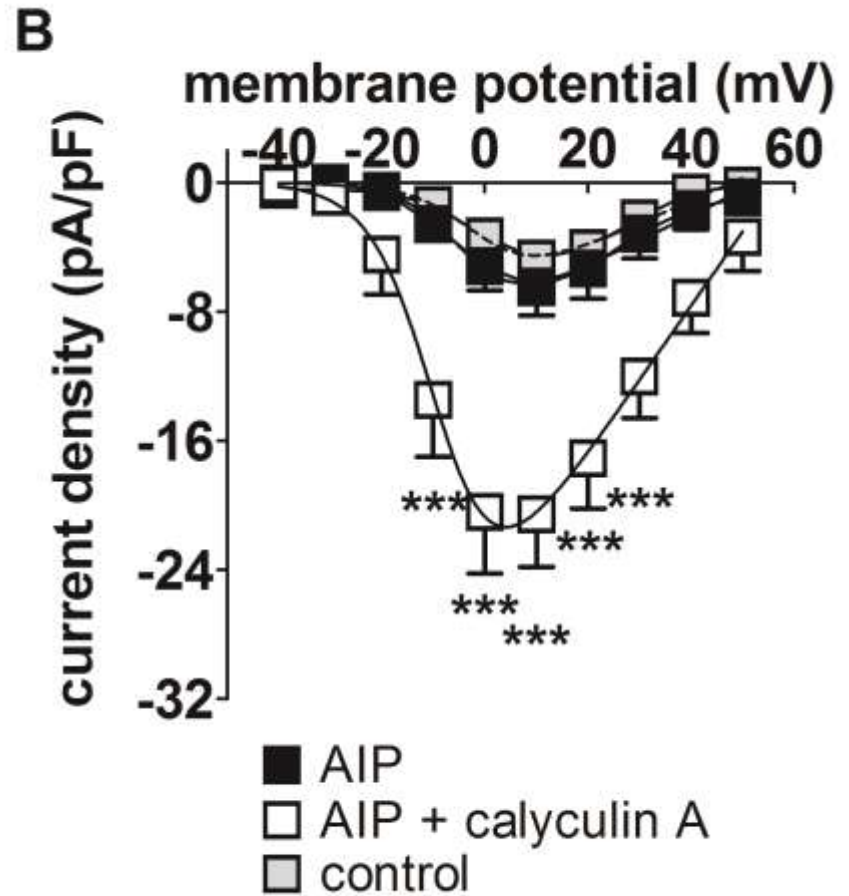 B
membrane potential (mV)
-40 -20 0 20 40 60
current density (pA/pF)
0
-8
-16
-24
-32
***
***
***
***
***
AIP
AIP + calyculin A
control